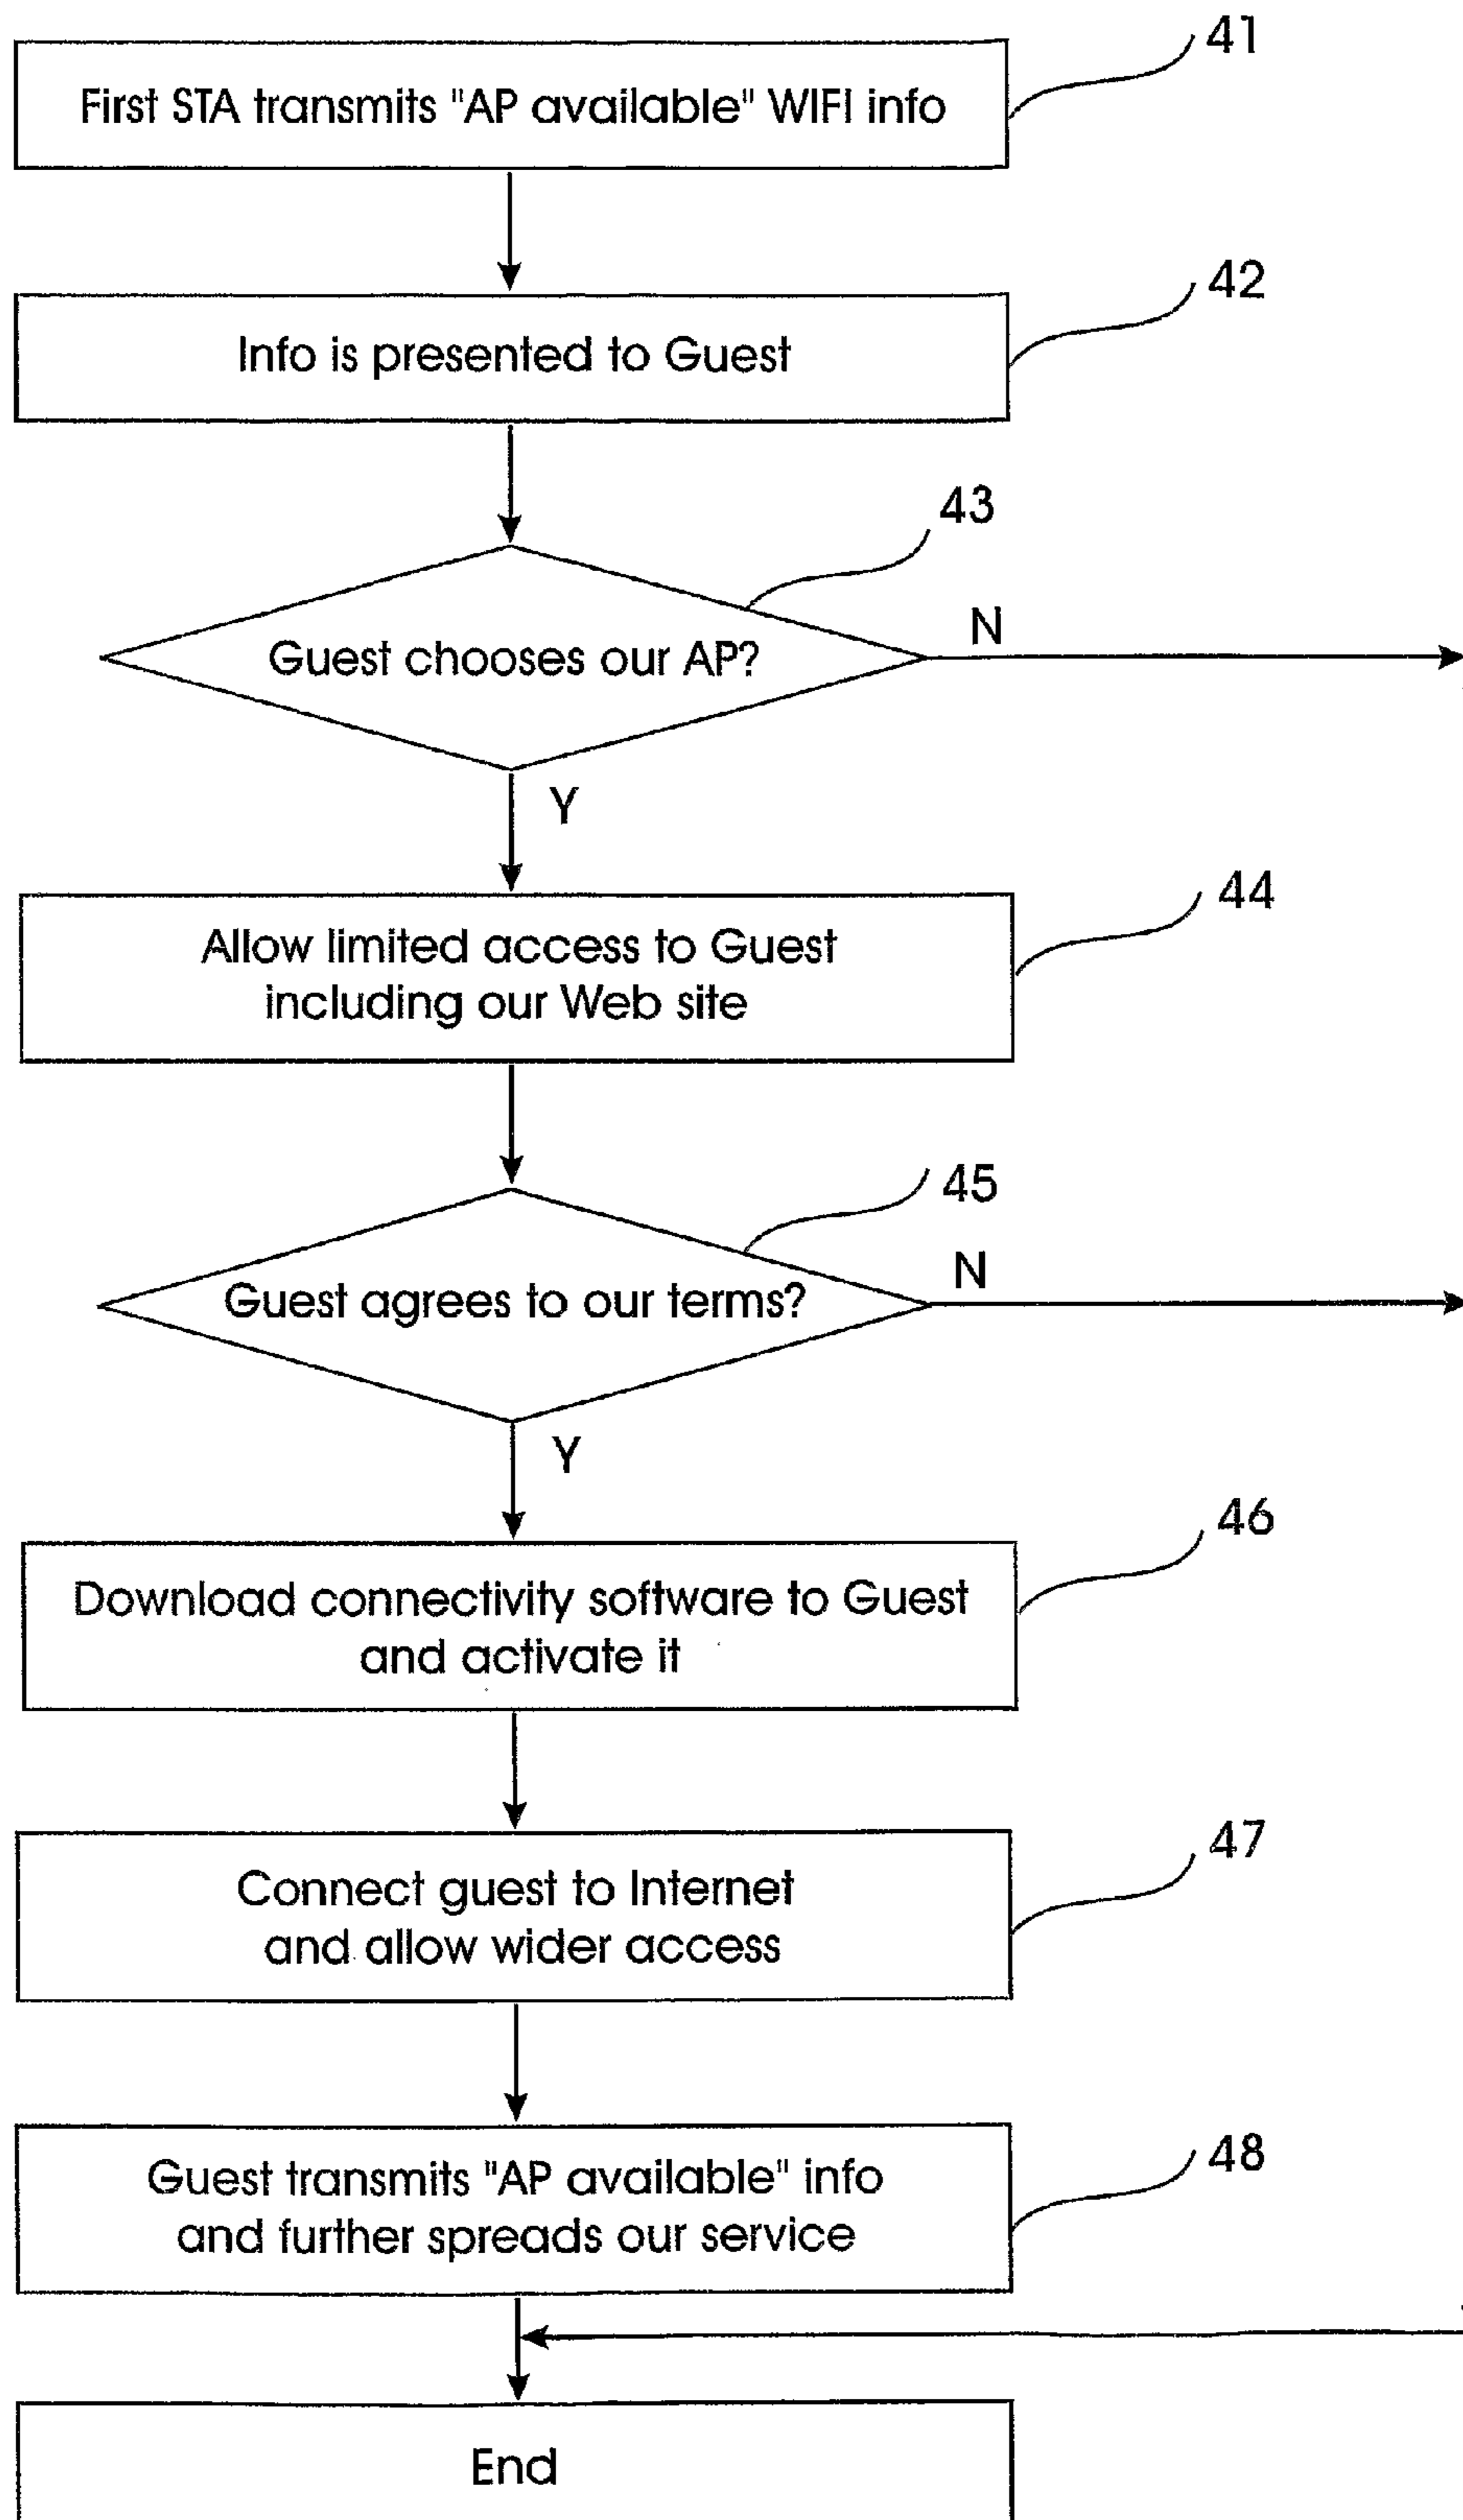 41
First STA transmits "AP available" WIFI info
42
Info is presented to Guest
43
Guest chooses our AP?
N
Y
44
Allow limited access to Guest
including our Web site
45
Guest agrees to our terms?
N
Y
46
Download connectivity software to Guest
and activate it
47
Connect guest to Internet
and allow wider access
48
Guest transmits "AP available" info
and further spreads our service
End